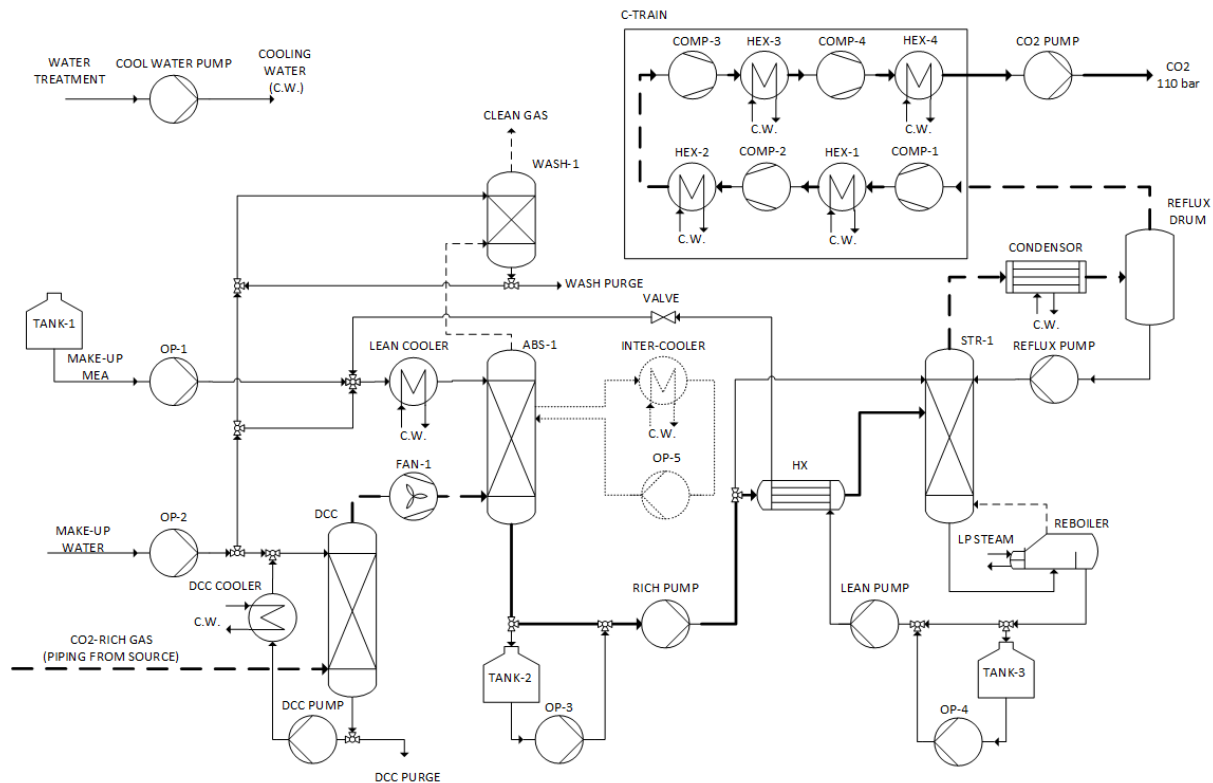 C-TRAIN
COMP-3
HEX-3
COMP-4
HEX-4
CO2 PUMP
CO2
110 bar
WATER
TREATMENT
COOL WATER PUMP
COOLING
WATER
(C.W.)
C.W.
C.W.
CLEAN GAS
WASH-1
HEX-2
COMP-2
HEX-1
COMP-1
C.W.
C.W.
REFLUX
DRUM
CONDENSOR
C.W.
WASH PURGE
VALVE
TANK-1
MAKE-UP
MEA
OP-1
LEAN COOLER
C.W.
ABS-1
INTER-COOLER
C.W.
STR-1
REFLUX PUMP
OP-5
FAN-1
HX
DCC
MAKE-UP
WATER
OP-2
LP STEAM
REBOILER
DCC COOLER
C.W.
RICH PUMP
LEAN PUMP
CO2-RICH GAS
(PIPING FROM SOURCE)
TANK-2
TANK-3
DCC PUMP
OP-3
OP-4
DCC PURGE